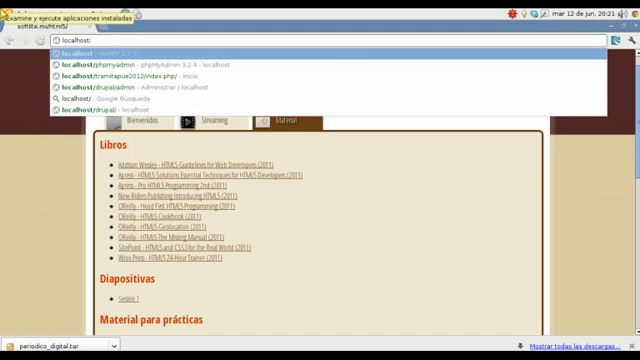 Examine y ejecute aplicaciones instaladas
mar 12 de jun, 20:21
softlite.mx/html5/
localhost:
localhost - XAMPP 1.7.3
localhost/phpmyadmin - phpMyAdmin 3.2.4 - localhost
localhost/tramitapue2012/index.php/ - Inicio
localhost/drupal/admin - Administrar | localhost
localhost/ - Google Búsqueda
localhost/drupal/ - localhost
Bienvenidos
Streaming
Material
Libros
Addison Wesley - HTML5 Guidelines for Web Developers (2011)
Apress - HTML5 Solutions Essential Techniques for HTML5 Developers (2011)
Apress - Pro HTML5 Programming 2nd (2011)
New Riders Publishing Introducing HTML5 (2011)
OReilly - Head First HTML5 Programming (2011)
OReilly - HTML5 Cookbook (2011)
OReilly - HTML5 Geolocation (2011)
OReilly - HTML5 The Missing Manual (2011)
SitePoint - HTML5 and CSS3 for the Real World (2011)
Wrox Press - HTML5 24-Hour Trainer (2011)
Diapositivas
Sesión 1
Material para prácticas
periodico_digital.tar
Mostrar todas las descargas...